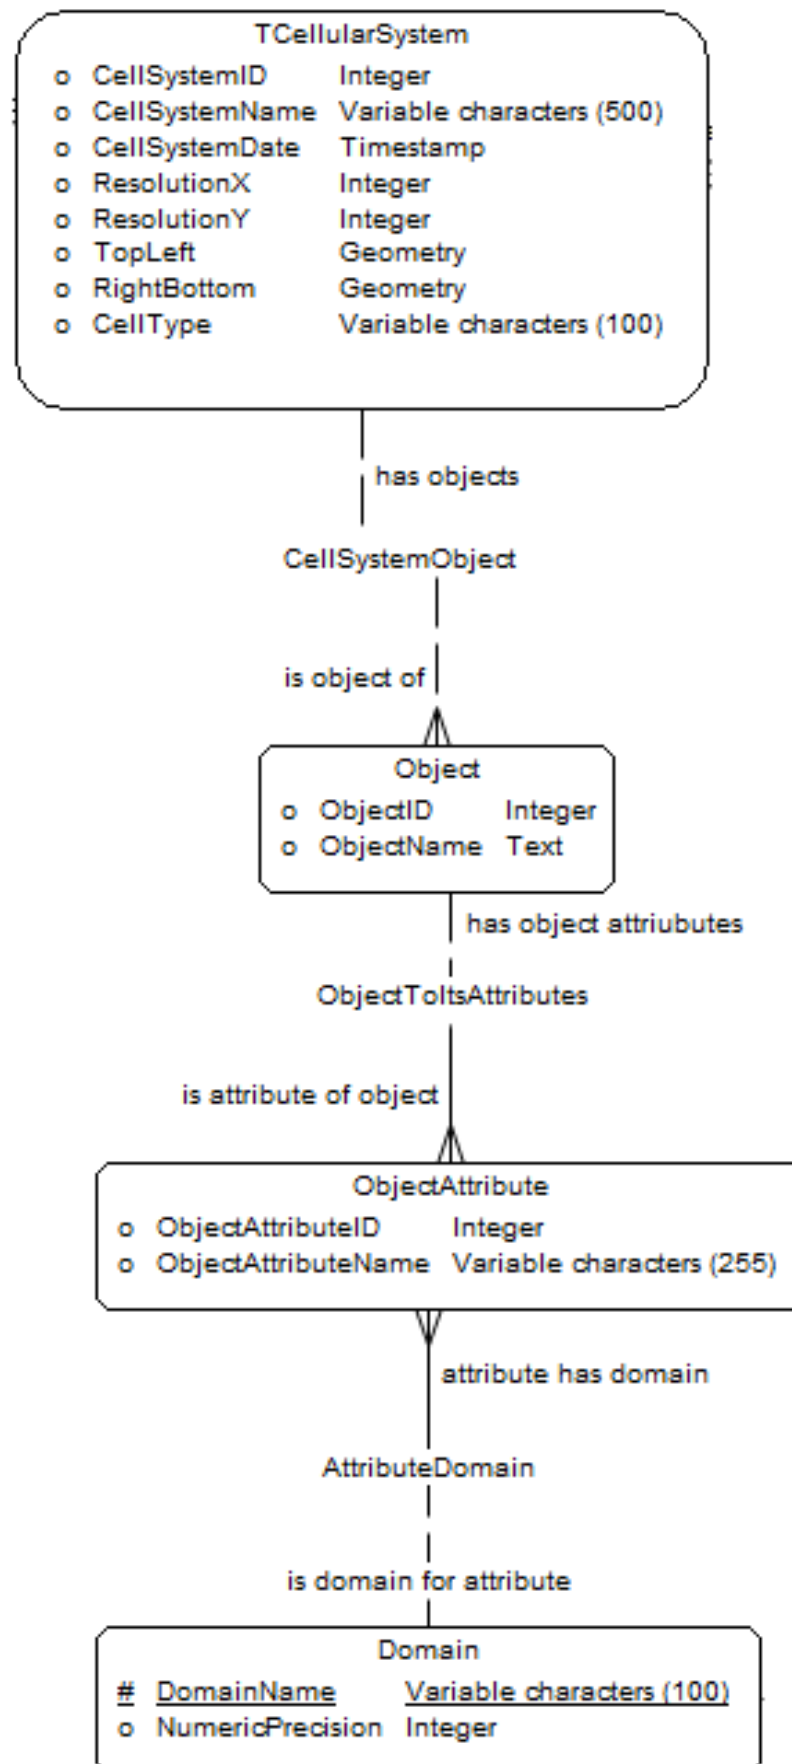 TCellularSystem
o CellSystemID Integer
o CellSystemName Variable characters (500)
o CellSystemDate Timestamp
o ResolutionX Integer
o ResolutionY Integer
o TopLeft Geometry
o RightBottom Geometry
o CellType Variable characters (100)
has objects
CellSystemObject
is object of
Object
o ObjectID Integer
o ObjectName Text
has object attriubutes
ObjectToItsAttributes
is attribute of object
ObjectAttribute
o ObjectAttributeID Integer
o ObjectAttributeName Variable characters (255)
attribute has domain
AttributeDomain
is domain for attribute
Domain
# DomainName Variable characters (100)
o NumericPrecision Integer